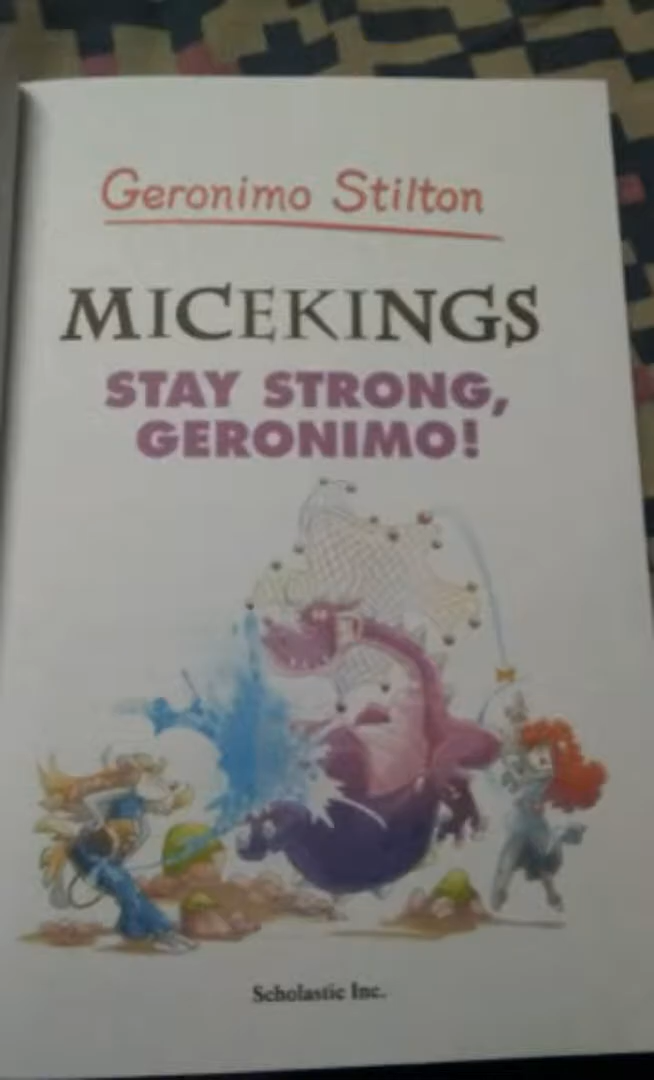 Geronimo Stilton
MICEKINGS
STAY STRONG,
GERONIMO!
Scholastic Inc.